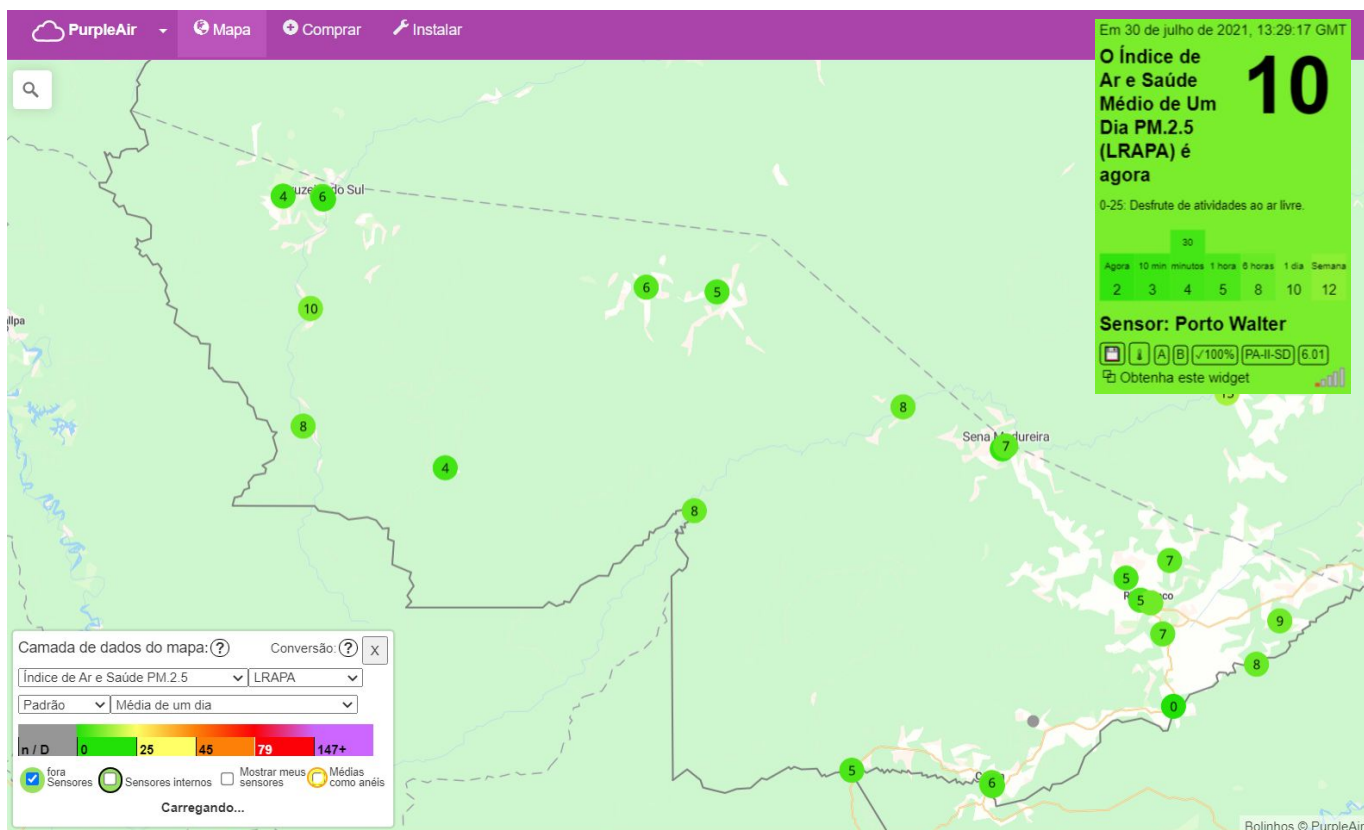 PurpleAir
Mapa
Comprar
Instalar
Em 30 de julho de 2021, 13:29:17 GMT
O Índice de
Ar e Saúde
Médio de Um
Dia PM.2.5
(LRAPA) é
agora
10
0-25: Desfrute de atividades ao ar livre.
30
Agora 10 min minutos 1 hora 6 horas 1 dia Semana
2 3 4 5 8 10 12
Sensor: Porto Walter
A B ✓100% PA-II-SD 6.01
Obtenha este widget
4
6
do Sul
10
6
5
8
8
Sena
7
4
8
7
5
5
9
7
8
0
5
6
Camada de dados do mapa: ? Conversão: ? X
Índice de Ar e Saúde PM.2.5 LRAPA
Padrão Média de um dia
n / D 0 25 45 79 147+
fora
Sensores
Sensores internos
Mostrar meus
sensores
Médias
como anéis
Carregando...
Bolinhos © PurpleAir